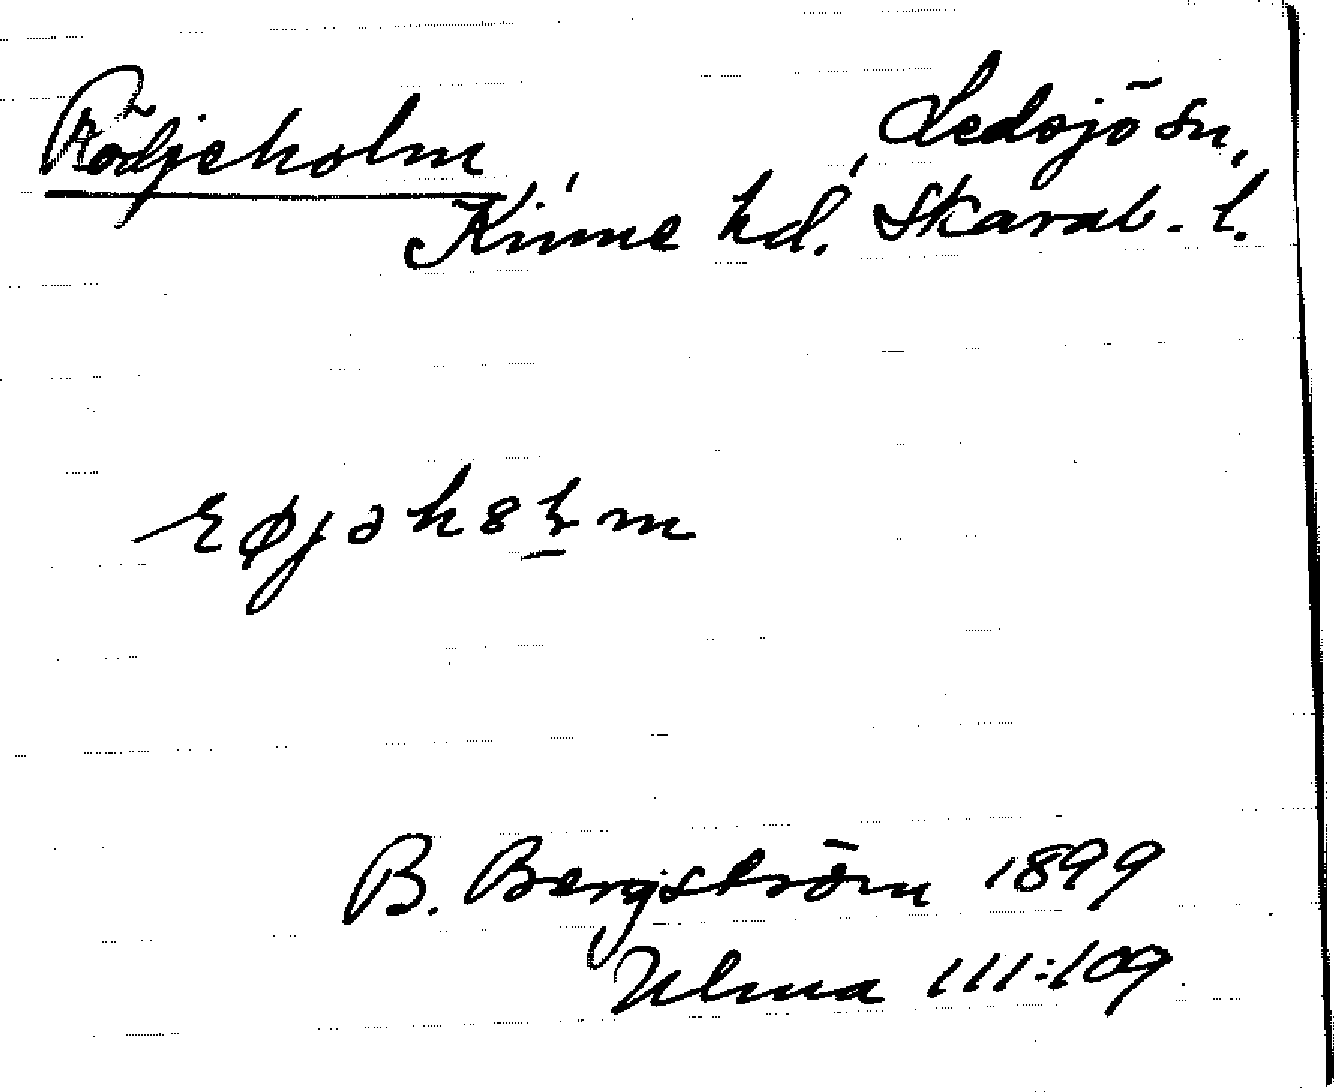 Rödjeholm Ledsjö sn,
Kinne hd, Skarab. l.
B. Bergström 1899
Ulma 111:109